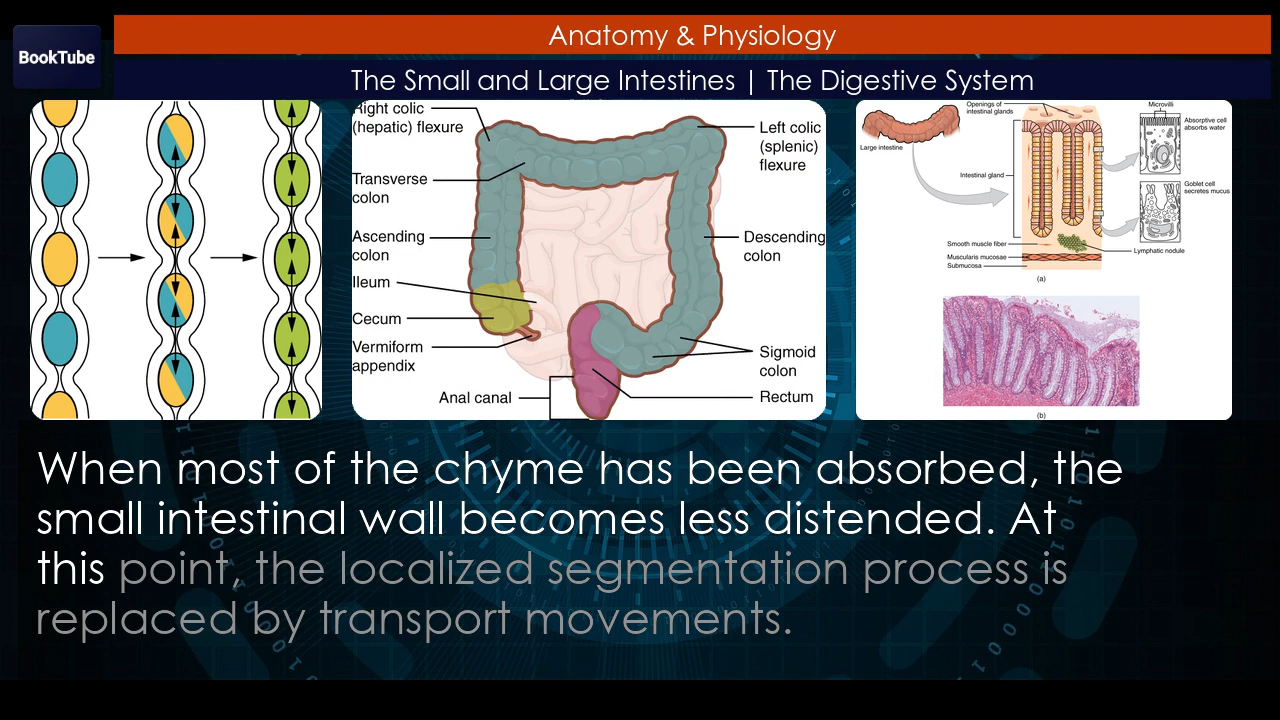 BookTube
Anatomy & Physiology
The Small and Large Intestines | The Digestive System
Right colic
(hepatic) flexure
Transverse
colon
Ascending
colon
Ileum
Cecum
Vermiform
appendix
Anal canal
Left colic
(splenic)
flexure
Descending
colon
Sigmoid
colon
Rectum
Openings of
intestinal glands
Large intestine
Intestinal gland
Smooth muscle fiber
Muscularis mucosae
Submucosa
Microvilli
Absorptive cell
absorbs water
Goblet cell
secretes mucus
Lymphatic nodule
(a)
(b)
When most of the chyme has been absorbed, the
small intestinal wall becomes less distended. At
this point, the localized segmentation process is
replaced by transport movements.